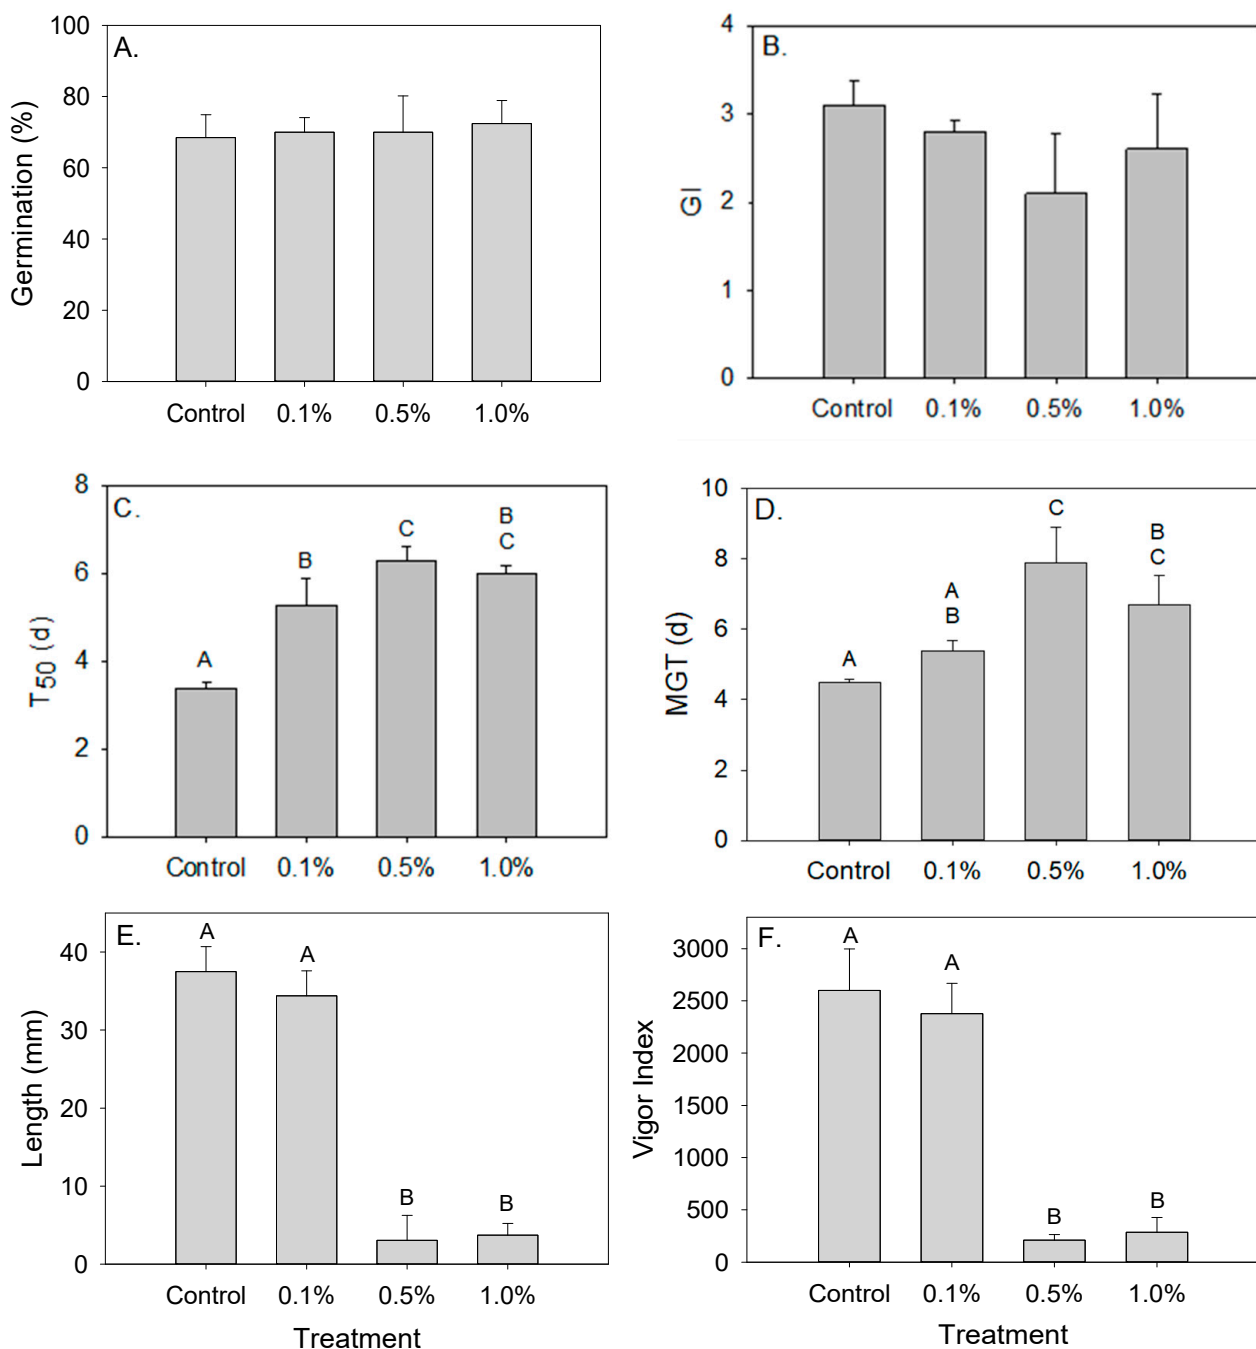 A.
Germination (%)
100
80
60
40
20
0
Control 0.1% 0.5% 1.0%
B.
GI
4
3
2
1
0
Control 0.1% 0.5% 1.0%
C.
T50 (d)
8
6
4
2
0
A
B
C
B
C
Control 0.1% 0.5% 1.0%
D.
MGT (d)
10
8
6
4
2
0
A
A
B
C
B
C
Control 0.1% 0.5% 1.0%
E.
Length (mm)
40
30
20
10
0
A
A
B
B
Control 0.1% 0.5% 1.0%
Treatment
F.
Vigor Index
3000
2500
2000
1500
1000
500
0
A
A
B
B
Control 0.1% 0.5% 1.0%
Treatment